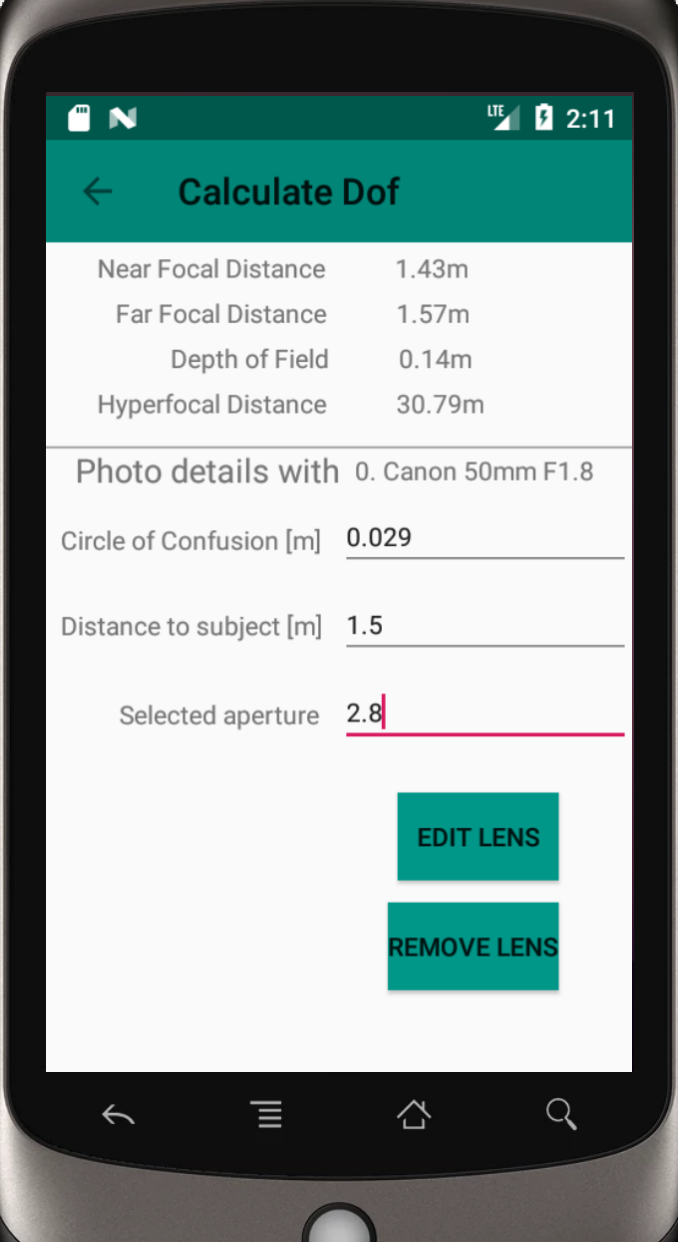 LTE 2:11
Calculate Dof
Near Focal Distance 1.43m
Far Focal Distance 1.57m
Depth of Field 0.14m
Hyperfocal Distance 30.79m
Photo details with 0. Canon 50mm F1.8
Circle of Confusion [m] 0.029
Distance to subject [m] 1.5
Selected aperture 2.8
EDIT LENS
REMOVE LENS